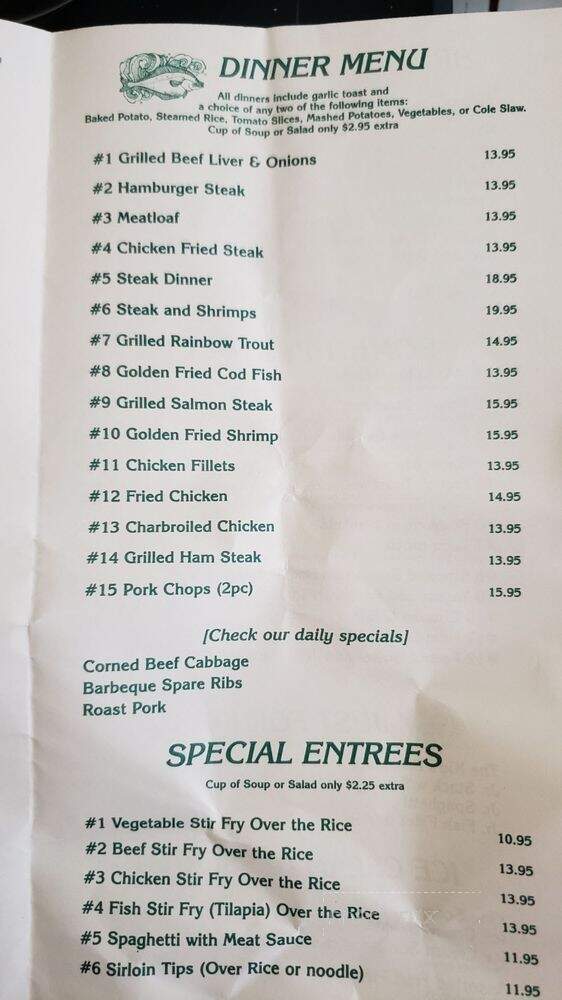 DINNER MENU
All dinners include garlic toast and
a choice of any two of the following items:
Baked Potato, Steamed Rice, Tomato Slices, Mashed Potatoes, Vegetables, or Cole Slaw.
Cup of Soup or Salad only $2.95 extra
#1 Grilled Beef Liver & Onions 13.95
#2 Hamburger Steak 13.95
#3 Meatloaf 13.95
#4 Chicken Fried Steak 13.95
#5 Steak Dinner 18.95
#6 Steak and Shrimps 19.95
#7 Grilled Rainbow Trout 14.95
#8 Golden Fried Cod Fish 13.95
#9 Grilled Salmon Steak 15.95
#10 Golden Fried Shrimp 15.95
#11 Chicken Fillets 13.95
#12 Fried Chicken 14.95
#13 Charbroiled Chicken 13.95
#14 Grilled Ham Steak 13.95
#15 Pork Chops (2pc) 15.95
[Check our daily specials]
Corned Beef Cabbage
Barbeque Spare Ribs
Roast Pork
SPECIAL ENTREES
Cup of Soup or Salad only $2.25 extra
#1 Vegetable Stir Fry Over the Rice 10.95
#2 Beef Stir Fry Over the Rice 13.95
#3 Chicken Stir Fry Over the Rice 13.95
#4 Fish Stir Fry (Tilapia) Over the Rice 13.95
#5 Spaghetti with Meat Sauce 11.95
#6 Sirloin Tips (Over Rice or noodle) 11.95